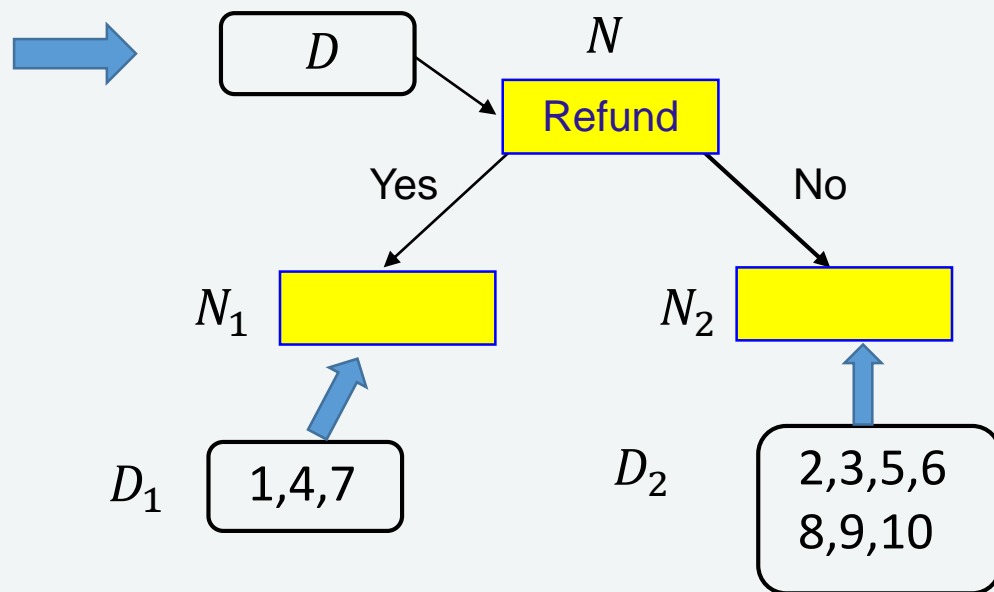 D
N
Refund
Yes
No
N₁
N₂
D₁
1,4,7
D₂
2,3,5,6
8,9,10